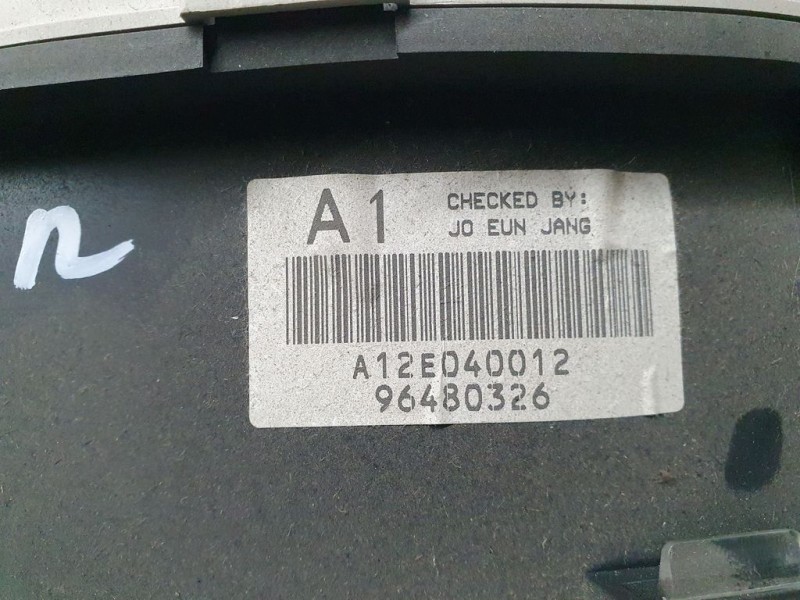 A1
CHECKED BY:
JO EUN JANG
A12E040012
96480326
n